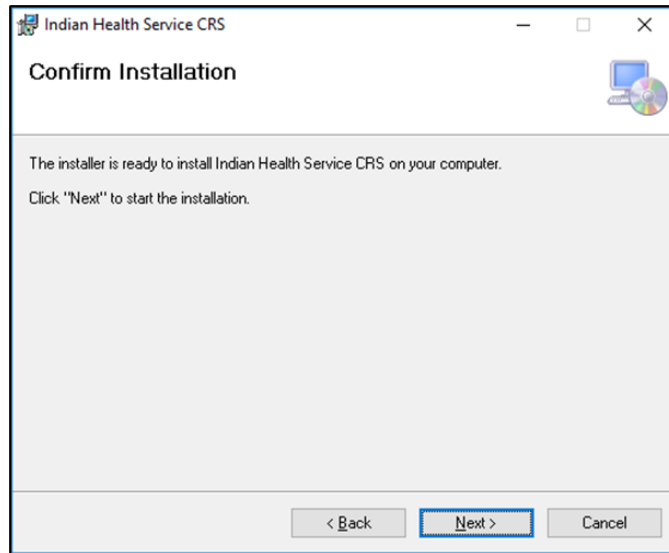 Indian Health Service CRS
Confirm Installation
The installer is ready to install Indian Health Service CRS on your computer.
Click "Next" to start the installation.
< Back
Next >
Cancel